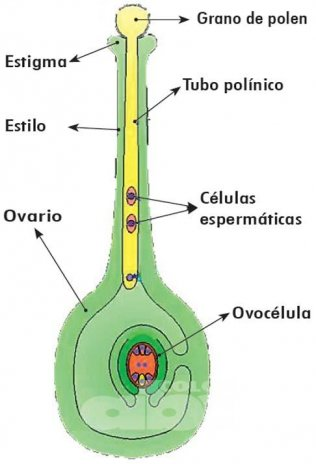 Grano de polen
Estigma
Tubo polínico
Estilo
Células
espermáticas
Ovario
Ovocélula